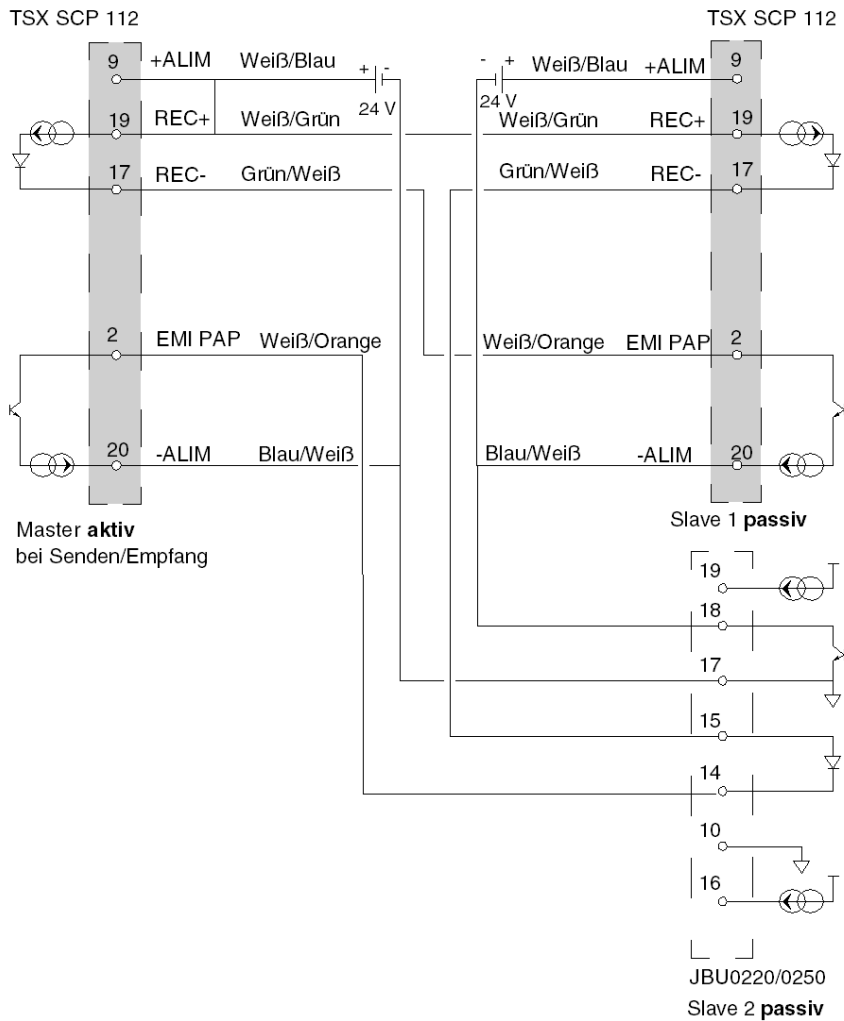 TSX SCP 112 TSX SCP 112
9 +ALIM Weiß/Blau + - - + Weiß/Blau +ALIM 9
24 V 24 V
19 REC+ Weiß/Grün Weiß/Grün REC+ 19
17 REC- Grün/Weiß Grün/Weiß REC- 17
2 EMI PAP Weiß/Orange Weiß/Orange EMI PAP 2
20 -ALIM Blau/Weiß Blau/Weiß -ALIM 20
Master aktiv
bei Senden/Empfang
Slave 1 passiv
19
18
17
15
14
10
16
JBU0220/0250
Slave 2 passiv